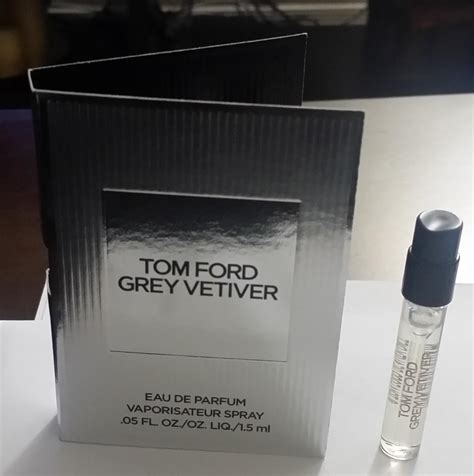 TOM FORD
GREY VETIVER
EAU DE PARFUM
VAPORISATEUR SPRAY
.05 FL. OZ./OZ. LIQ./1.5 ml
TOM FORD
GREY VETIVER